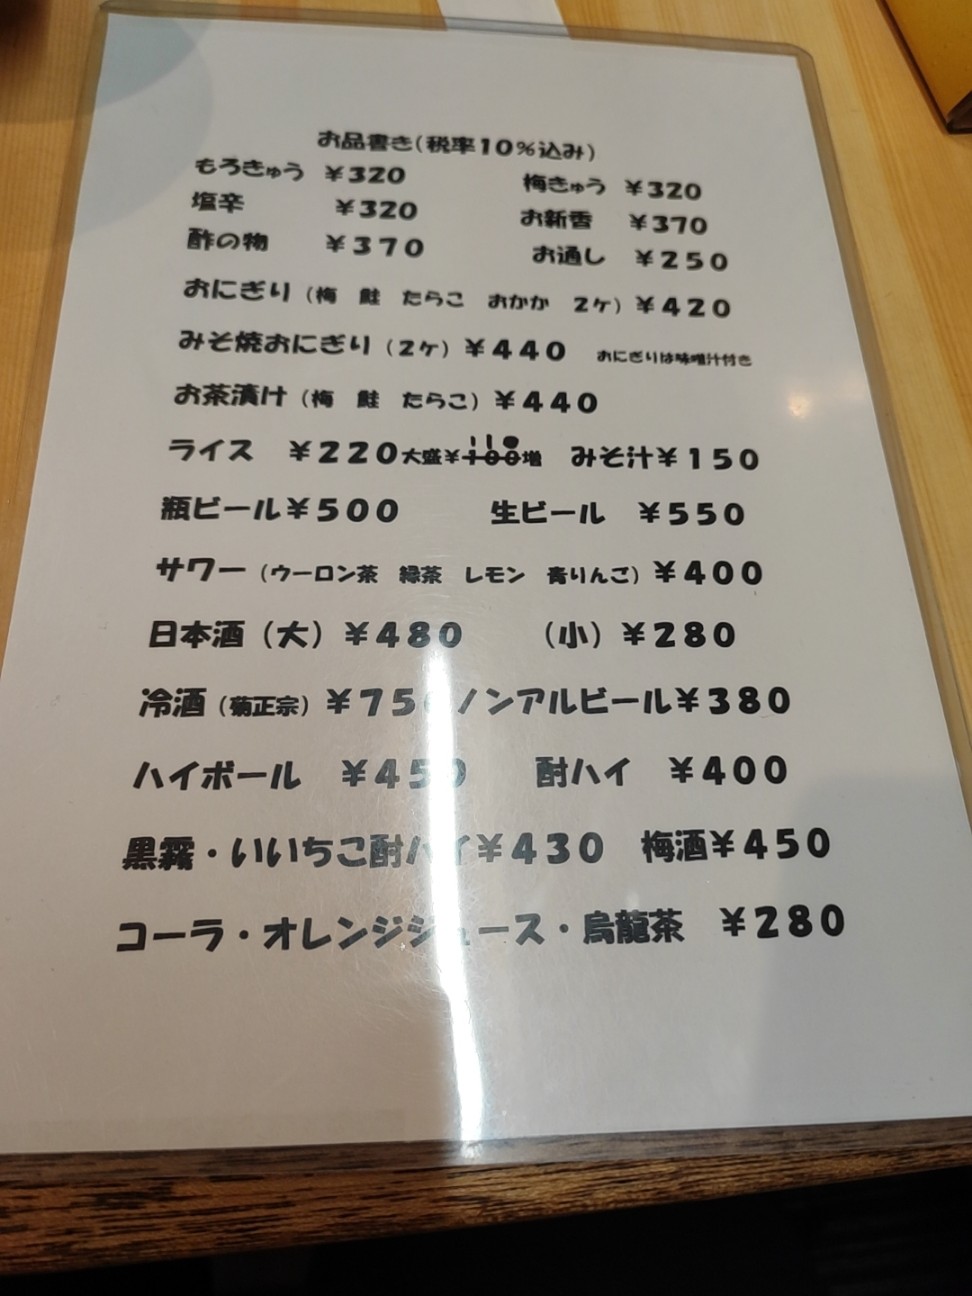 お品書き(税率10%込み)
もろきゅう ¥320 梅きゅう ¥320
塩辛 ¥320 お新香 ¥370
酢の物 ¥370 お通し ¥250
おにぎり(梅 鮭 たらこ おかか 2ケ)¥420
みそ焼おにぎり(2ケ)¥440 おにぎりは味噌汁付き
お茶漬け(梅 鮭 たらこ)¥440
110
ライス ¥220大盛¥100増 みそ汁¥150
瓶ビール¥500 生ビール ¥550
サワー(ウーロン茶 緑茶 レモン 青りんご)¥400
日本酒(大)¥480 (小)¥280
冷酒(菊正宗)¥750 ノンアルビール¥380
ハイボール ¥450 酎ハイ ¥400
黒霧・いいちこ酎ハイ¥430 梅酒¥450
コーラ・オレンジジュース・烏龍茶 ¥280